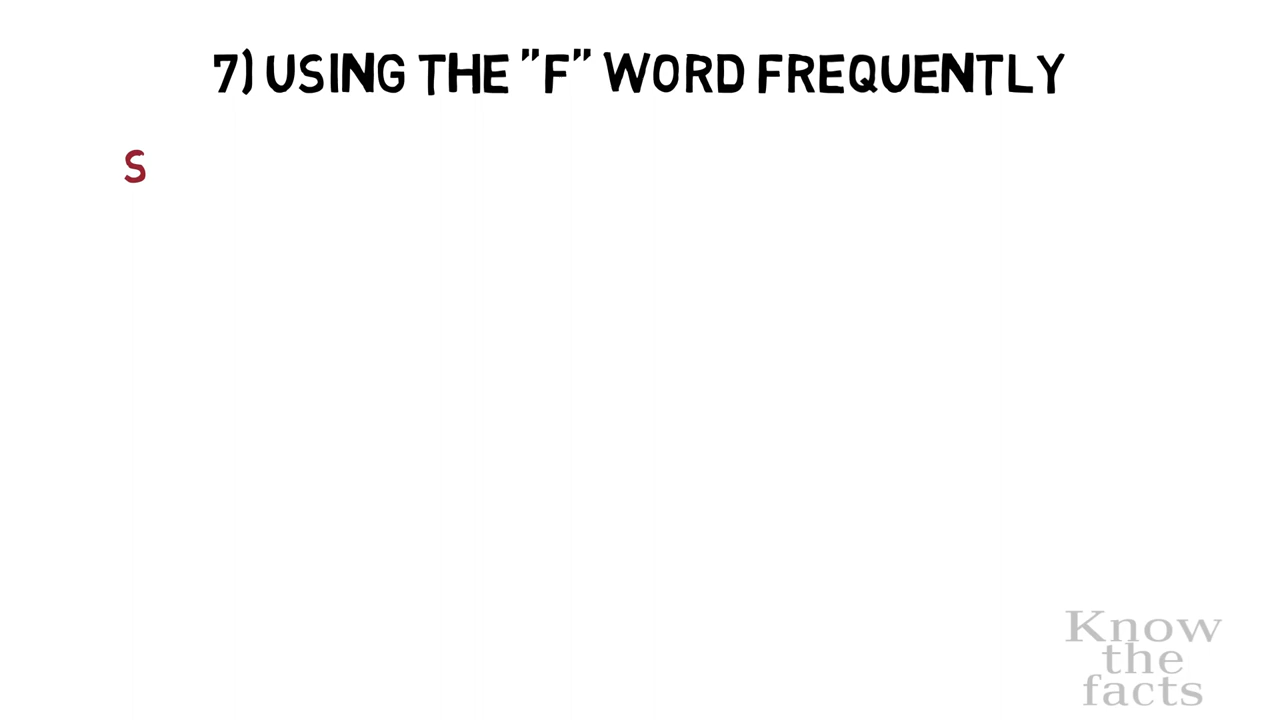 7) USING THE "F" WORD FREQUENTLY
S
Know
the
facts